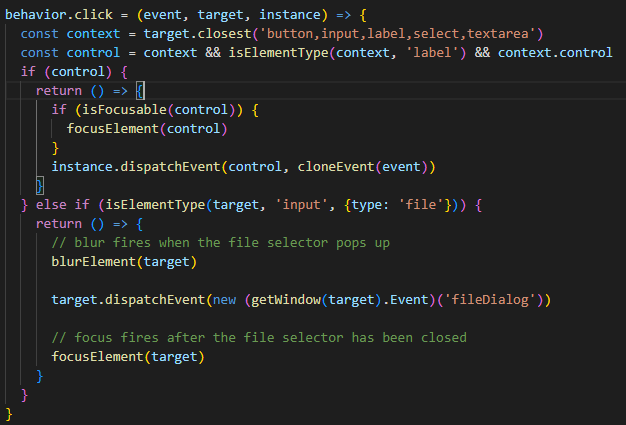 behavior.click = (event, target, instance) => {
  const context = target.closest('button,input,label,select,textarea')
  const control = context && isElementType(context, 'label') && context.control
  if (control) {
    return () => {
      if (isFocusable(control)) {
        focusElement(control)
      }
      instance.dispatchEvent(control, cloneEvent(event))
    }
  } else if (isElementType(target, 'input', {type: 'file'})) {
    return () => {
      // blur fires when the file selector pops up
      blurElement(target)

      target.dispatchEvent(new (getWindow(target).Event)('fileDialog'))

      // focus fires after the file selector has been closed
      focusElement(target)
    }
  }
}